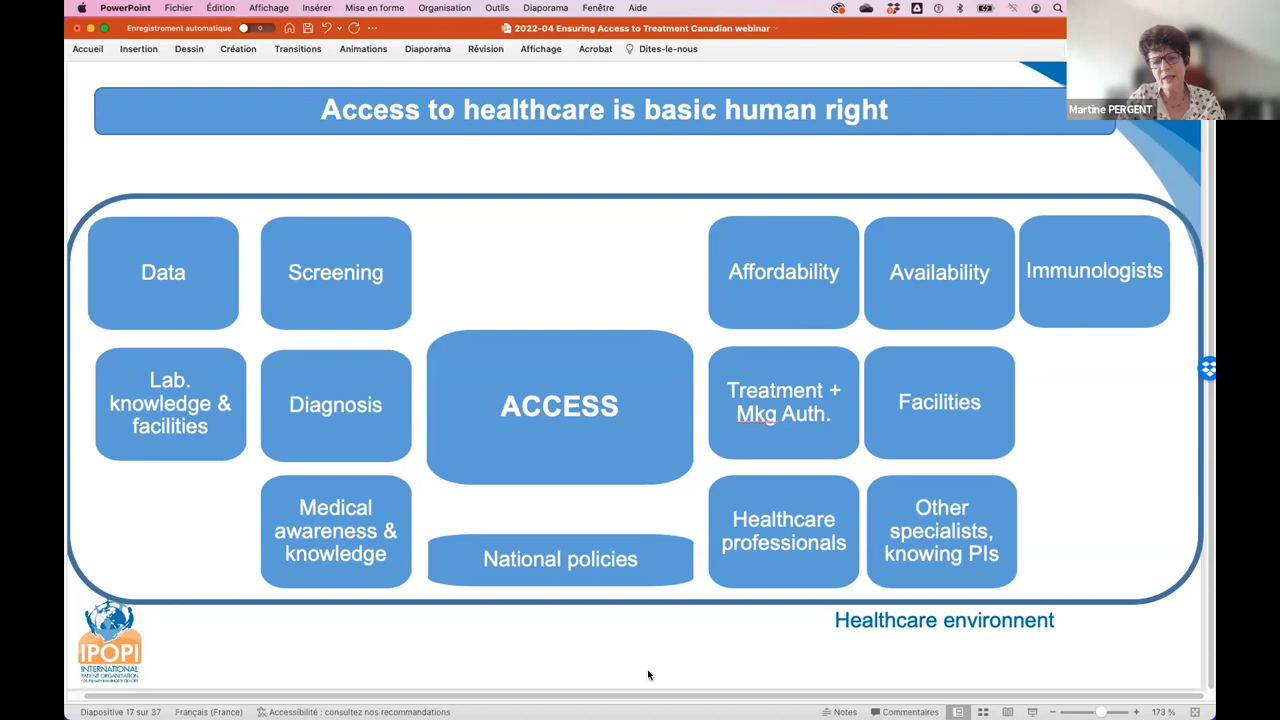 PowerPoint Fichier Édition Affichage Insérer Mise en forme Organisation Outils Diaporama Fenêtre Aide
Enregistrement automatique
2022-04 Ensuring Access to Treatment Canadian webinar
Accueil Insertion Dessin Création Transitions Animations Diaporama Révision Affichage Acrobat Dites-le-nous
Martine PERGENT
Access to healthcare is basic human right
Data
Screening
Affordability
Availability
Immunologists
Lab.
knowledge &
facilities
Diagnosis
ACCESS
Treatment +
Mkg Auth.
Facilities
Medical
awareness &
knowledge
National policies
Healthcare
professionals
Other
specialists,
knowing PIs
Healthcare environnent
IPOPI
INTERNATIONAL
PATIENT ORGANISATION
Diapositive 17 sur 37 Français (France) Accessibilité : consultez nos recommandations Notes Commentaires 173 %